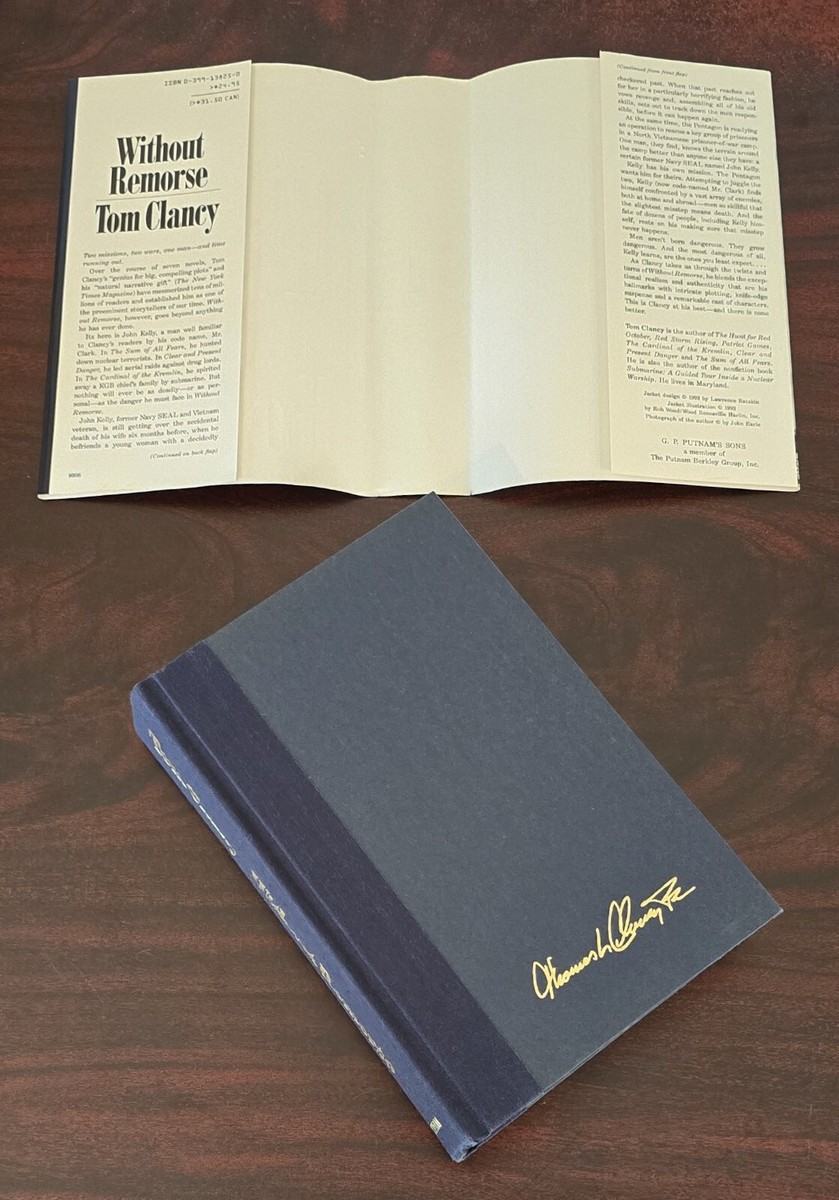 ISBN 0-399-13825-0
>$24.95
(>$31.50 CAN)
Without
Remorse
Tom Clancy
Two missions, two wars, one man—and time
running out.
Over the course of seven novels, Tom
Clancy's "genius for big, compelling plots" and
his "natural narrative gift" (The New York
Times Magazine) have mesmerized tens of mil-
lions of readers and established him as one of
the preeminent storytellers of our time. With-
out Remorse, however, goes beyond anything
he has ever done.
Its hero is John Kelly, a man well familiar
to Clancy's readers by his code name, Mr.
Clark. In The Sum of All Fears, he hunted
down nuclear terrorists. In Clear and Present
Danger, he led aerial raids against drug lords.
In The Cardinal of the Kremlin, he spirited
away a KGB chief's family by submarine. But
nothing will ever be as deadly—or as per-
sonal—as the danger he must face in Without
Remorse.
John Kelly, former Navy SEAL and Vietnam
veteran, is still getting over the accidental
death of his wife six months before, when he
befriends a young woman with a decidedly
(Continued on back flap)
9308
(Continued from front flap)
checkered past. When that past reaches out
for her in a particularly horrifying fashion, he
vows revenge and, assembling all of his old
skills, sets out to track down the men respon-
sible, before it can happen again.
At the same time, the Pentagon is readying
an operation to rescue a key group of prisoners
in a North Vietnamese prisoner-of-war camp.
One man, they find, knows the terrain around
the camp better than anyone else they have: a
certain former Navy SEAL named John Kelly.
Kelly has his own mission. The Pentagon
wants him for theirs. Attempting to juggle the
two, Kelly (now code-named Mr. Clark) finds
himself confronted by a vast array of enemies,
both at home and abroad—men so skillful that
the slightest misstep means death. And the
fate of dozens of people, including Kelly him-
self, rests on his making sure that misstep
never happens.
Men aren't born dangerous. They grow
dangerous. And the most dangerous of all,
Kelly learns, are the ones you least expect. . . .
As Clancy takes us through the twists and
turns of Without Remorse, he blends the excep-
tional realism and authenticity that are his
hallmarks with intricate plotting, knife-edge
suspense and a remarkable cast of characters.
This is Clancy at his best—and there is none
better.
Tom Clancy is the author of The Hunt for Red
October, Red Storm Rising, Patriot Games,
The Cardinal of the Kremlin, Clear and
Present Danger and The Sum of All Fears.
He is also the author of the nonfiction book
Submarine: A Guided Tour Inside a Nuclear
Warship. He lives in Maryland.
Jacket design © 1993 by Lawrence Ratzkin
Jacket illustration © 1993
by Rob Wood/Wood Ronsaville Harlin, Inc.
Photograph of the author © by John Earle
G. P. PUTNAM'S SONS
a member of
The Putnam Berkley Group, Inc.
Thomas L Clancy Jr